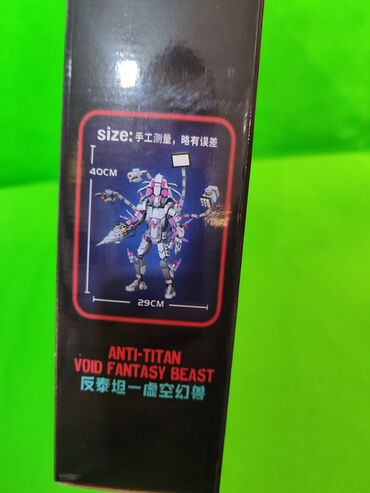 size: 手工测量，略有误差
40CM
29CM
ANTI-TITAN
VOID FANTASY BEAST
反泰坦一虚空幻兽